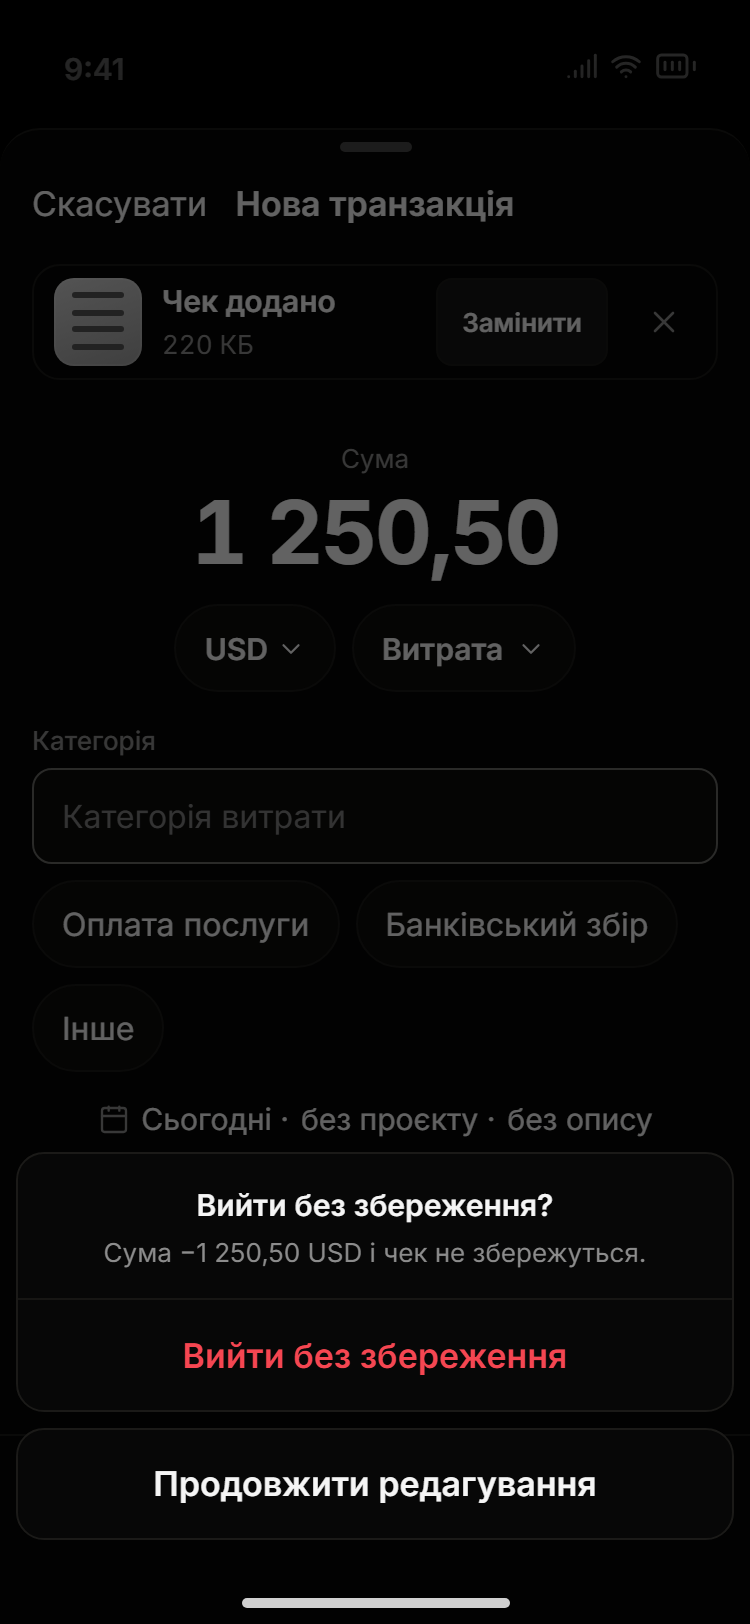 9:41
Скасувати Нова транзакція
Чек додано
220 КБ
Замінити
Сума
1 250,50
USD
Витрата
Категорія
Категорія витрати
Оплата послуги
Банківський збір
Інше
Сьогодні · без проєкту · без опису
Вийти без збереження?
Сума −1 250,50 USD і чек не збережуться.
Вийти без збереження
Продовжити редагування